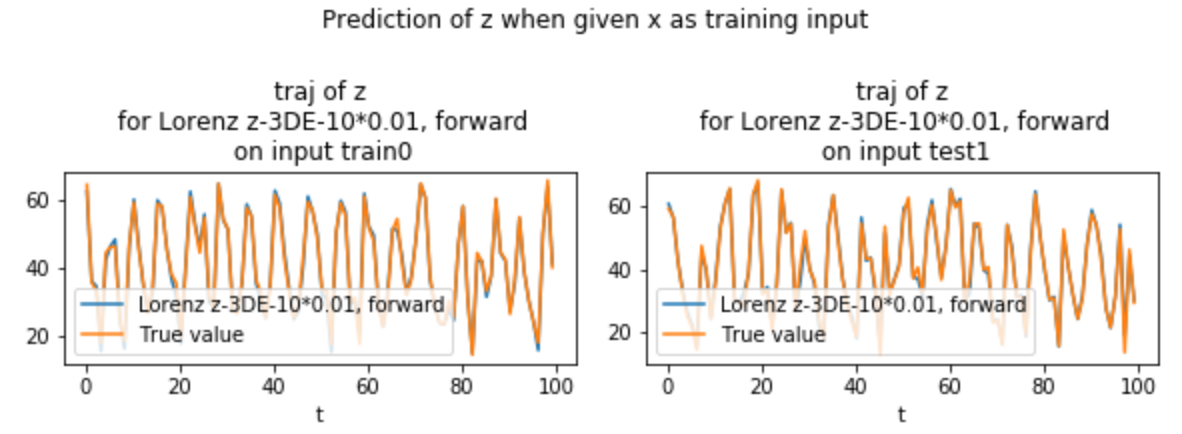 Prediction of z when given x as training input
traj of z
for Lorenz z-3DE-10*0.01, forward
on input train0
60
40
20
Lorenz z-3DE-10*0.01, forward
True value
0
20
40
60
80
100
t
traj of z
for Lorenz z-3DE-10*0.01, forward
on input test1
60
40
20
Lorenz z-3DE-10*0.01, forward
True value
0
20
40
60
80
100
t